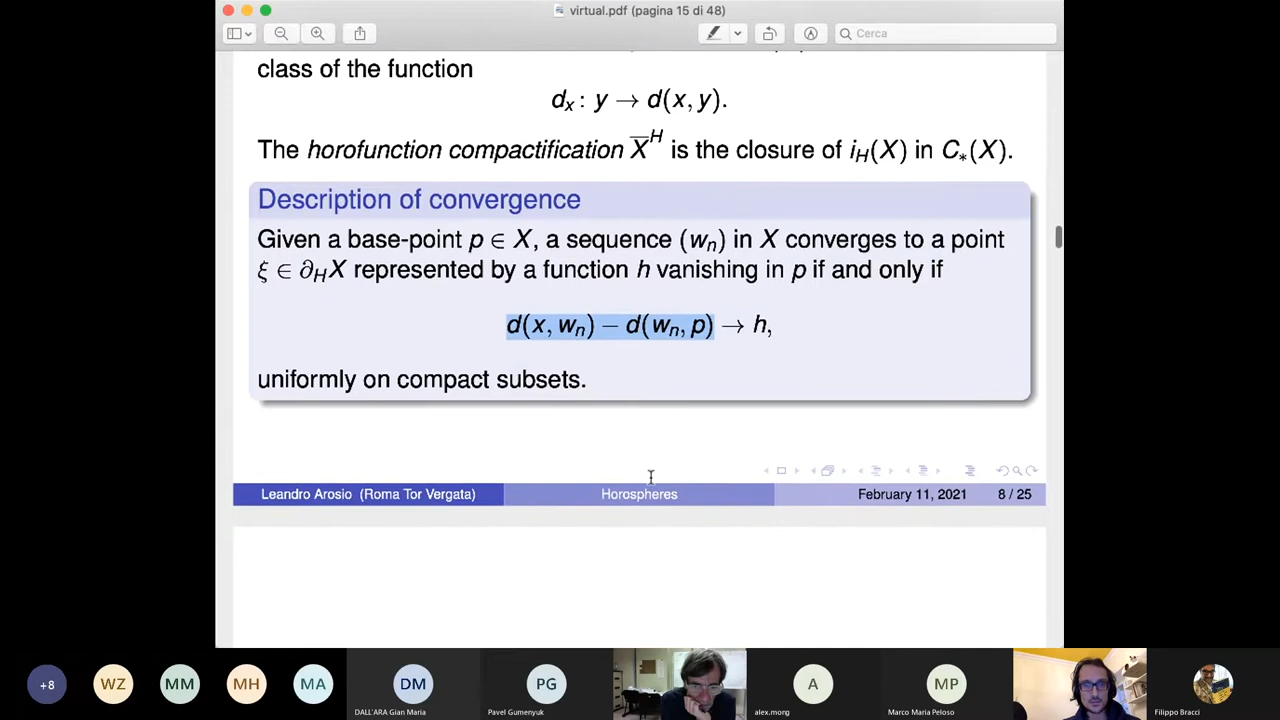 virtual.pdf (pagina 15 di 48)
Cerca
class of the function
dₓ : y → d(x, y).
The horofunction compactification X̅ᴴ is the closure of i_H(X) in C_*(X).
Description of convergence
Given a base-point p ∈ X, a sequence (wₙ) in X converges to a point
ξ ∈ ∂_H X represented by a function h vanishing in p if and only if
d(x, wₙ) − d(wₙ, p) → h,
uniformly on compact subsets.
Leandro Arosio (Roma Tor Vergata) Horospheres February 11, 2021 8 / 25
+8 WZ MM MH MA DM PG A MP
DALL'ARA Gian Maria Pavel Gumenyuk alex.mong Marco Maria Peloso Filippo Bracci